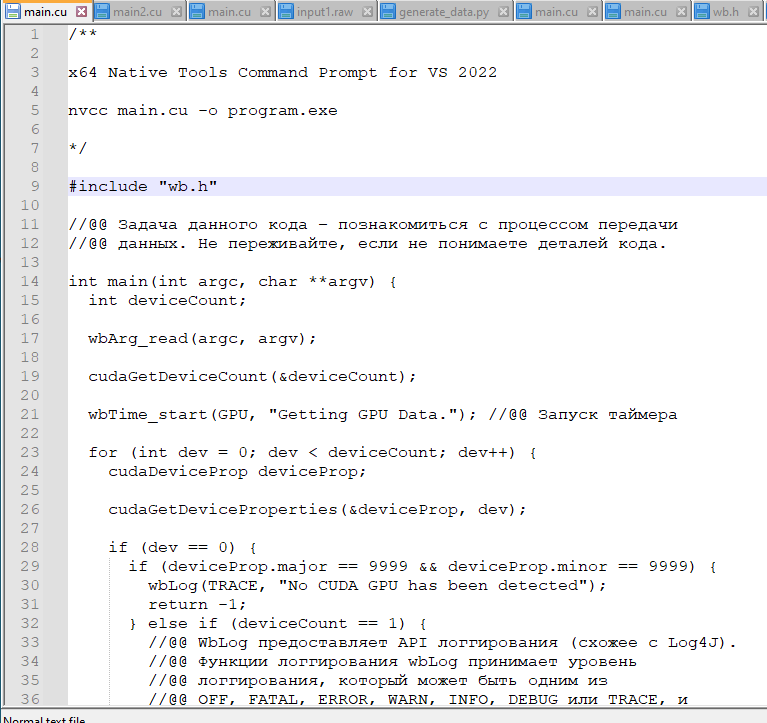 main.cu main2.cu main.cu input1.raw generate_data.py main.cu main.cu wb.h
1 /**
2
3 x64 Native Tools Command Prompt for VS 2022
4
5 nvcc main.cu -o program.exe
6
7 */
8
9 #include "wb.h"
10
11 //@@ Задача данного кода - познакомиться с процессом передачи
12 //@@ данных. Не переживайте, если не понимаете деталей кода.
13
14 int main(int argc, char **argv) {
15 int deviceCount;
16
17 wbArg_read(argc, argv);
18
19 cudaGetDeviceCount(&deviceCount);
20
21 wbTime_start(GPU, "Getting GPU Data."); //@@ Запуск таймера
22
23 for (int dev = 0; dev < deviceCount; dev++) {
24 cudaDeviceProp deviceProp;
25
26 cudaGetDeviceProperties(&deviceProp, dev);
27
28 if (dev == 0) {
29 if (deviceProp.major == 9999 && deviceProp.minor == 9999) {
30 wbLog(TRACE, "No CUDA GPU has been detected");
31 return -1;
32 } else if (deviceCount == 1) {
33 //@@ WbLog предоставляет API логгирования (схожее с Log4J).
34 //@@ Функции логгирования wbLog принимает уровень
35 //@@ логгирования, который может быть одним из
36 //@@ OFF, FATAL, ERROR, WARN, INFO, DEBUG или TRACE, и
Normal text file